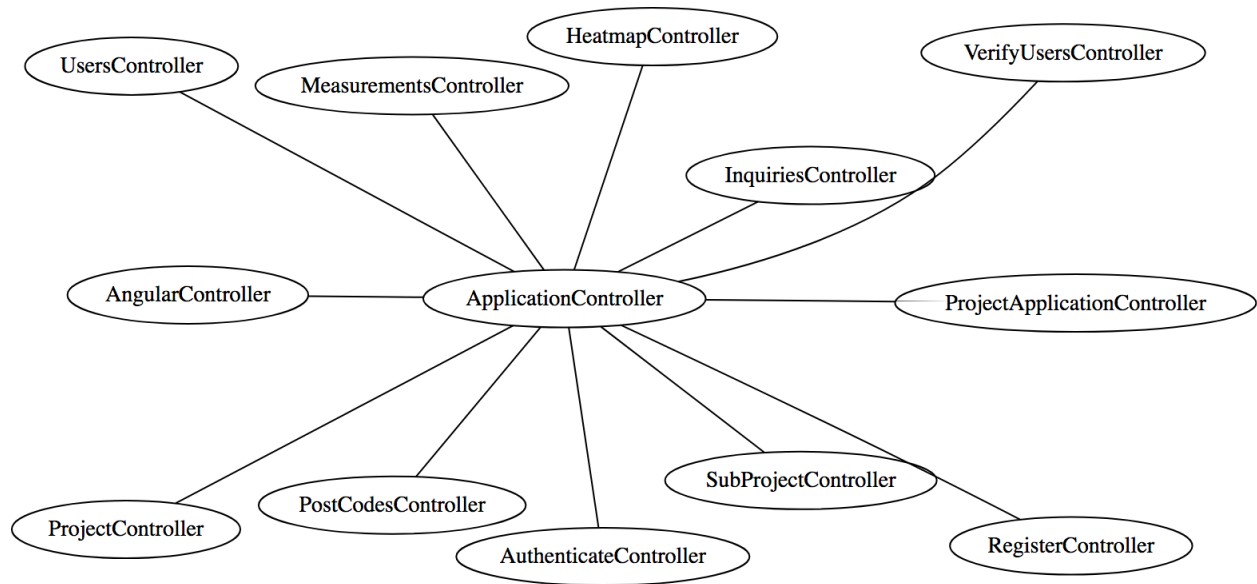 HeatmapController
VerifyUsersController
UsersController
MeasurementsController
InquiriesController
AngularController
ApplicationController
ProjectApplicationController
SubProjectController
PostCodesController
ProjectController
RegisterController
AuthenticateController